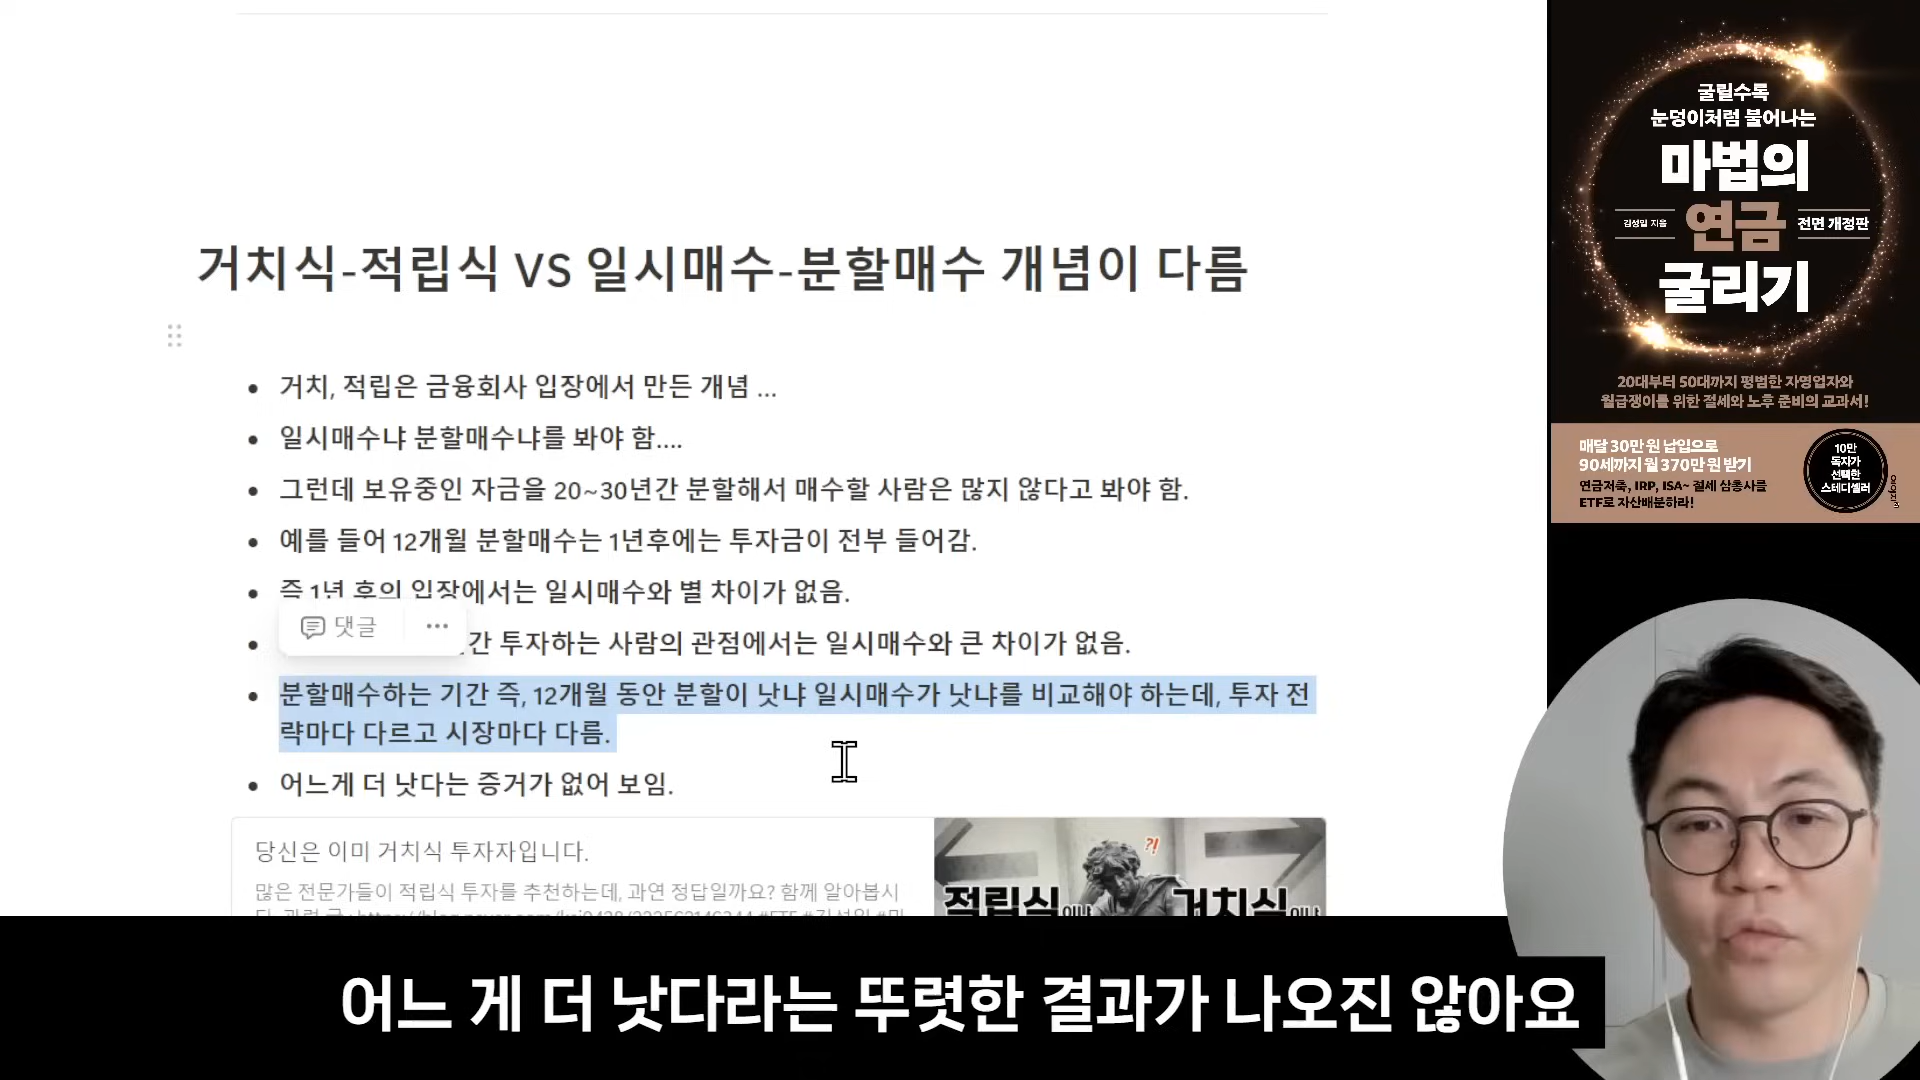 거치식-적립식 VS 일시매수-분할매수 개념이 다름
거치, 적립은 금융회사 입장에서 만든 개념 ...
일시매수냐 분할매수냐를 봐야 함....
그런데 보유중인 자금을 20~30년간 분할해서 매수할 사람은 많지 않다고 봐야 함.
예를 들어 12개월 분할매수는 1년후에는 투자금이 전부 들어감.
즉 1년 후의 입장에서는 일시매수와 별 차이가 없음.
댓글 ...
간 투자하는 사람의 관점에서는 일시매수와 큰 차이가 없음.
분할매수하는 기간 즉, 12개월 동안 분할이 낫냐 일시매수가 낫냐를 비교해야 하는데, 투자 전
략마다 다르고 시장마다 다름.
어느게 더 낫다는 증거가 없어 보임.
당신은 이미 거치식 투자자입니다.
많은 전문가들이 적립식 투자를 추천하는데, 과연 정답일까요? 함께 알아봅시
?!
적립식이냐 거치식이냐
어느 게 더 낫다라는 뚜렷한 결과가 나오진 않아요
굴릴수록
눈덩이처럼 불어나는
마법의
김성일 지음 연금 전면 개정판
굴리기
20대부터 50대까지 평범한 자영업자와
월급쟁이를 위한 절세와 노후 준비의 교과서!
매달 30만 원 납입으로
90세까지 월 370만 원 받기
연금저축, IRP, ISA~ 절세 삼총사를
ETF로 자산배분하라!
10만
독자가
선택한
스테디셀러